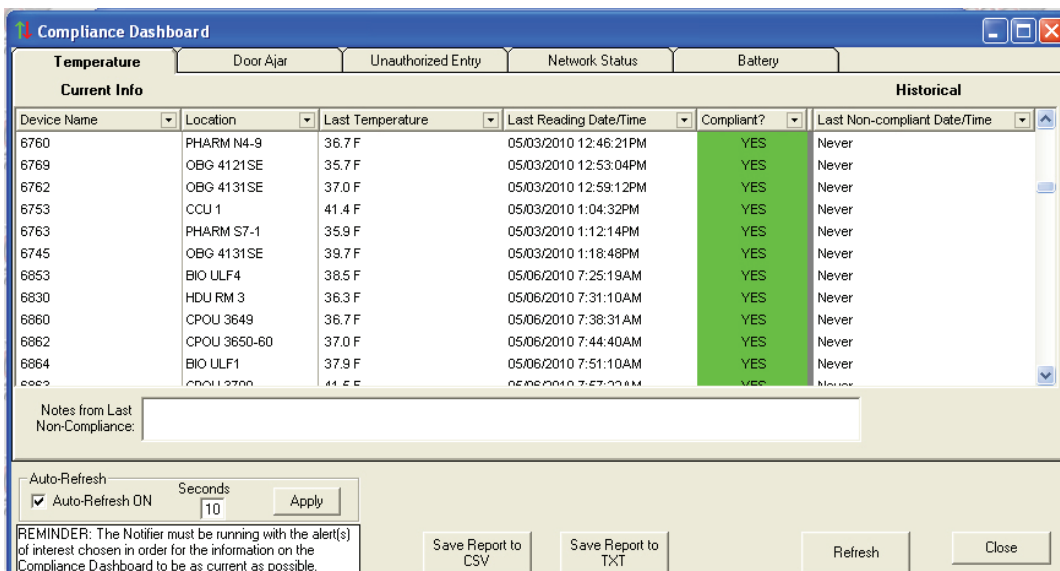 Compliance Dashboard
Temperature Door Ajar Unauthorized Entry Network Status Battery
Current Info Historical
Device Name Location Last Temperature Last Reading Date/Time Compliant? Last Non-compliant Date/Time
6760 PHARM N4-9 36.7 F 05/03/2010 12:46:21PM YES Never
6769 OBG 4121SE 35.7 F 05/03/2010 12:53:04PM YES Never
6762 OBG 4131SE 37.0 F 05/03/2010 12:59:12PM YES Never
6753 CCU 1 41.4 F 05/03/2010 1:04:32PM YES Never
6763 PHARM S7-1 35.9 F 05/03/2010 1:12:14PM YES Never
6745 OBG 4131SE 39.7 F 05/03/2010 1:18:48PM YES Never
6853 BIO ULF4 38.5 F 05/06/2010 7:25:19AM YES Never
6830 HDU RM 3 36.3 F 05/06/2010 7:31:10AM YES Never
6860 CPOU 3649 36.7 F 05/06/2010 7:38:31AM YES Never
6862 CPOU 3650-60 37.0 F 05/06/2010 7:44:40AM YES Never
6864 BIO ULF1 37.9 F 05/06/2010 7:51:10AM YES Never
YES Never
Notes from Last
Non-Compliance:
Auto-Refresh
Auto-Refresh ON Seconds
10 Apply
REMINDER: The Notifier must be running with the alert(s)
of interest chosen in order for the information on the
Compliance Dashboard to be as current as possible.
Save Report to
CSV
Save Report to
TXT
Refresh
Close